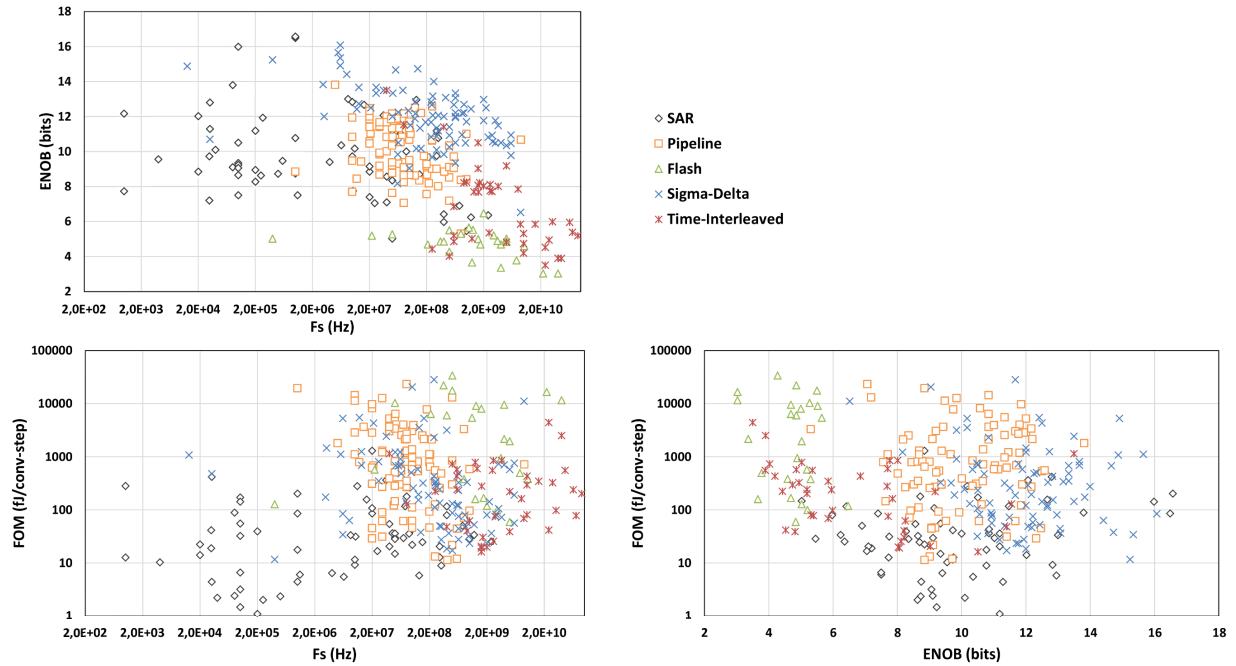 18
16
14
12
10
8
6
4
2
ENOB (bits)
2,0E+02 2,0E+03 2,0E+04 2,0E+05 2,0E+06 2,0E+07 2,0E+08 2,0E+09 2,0E+10
Fs (Hz)
SAR
Pipeline
Flash
Sigma-Delta
Time-Interleaved
100000
10000
1000
100
10
1
FOM (fJ/conv-step)
2,0E+02 2,0E+03 2,0E+04 2,0E+05 2,0E+06 2,0E+07 2,0E+08 2,0E+09 2,0E+10
Fs (Hz)
100000
10000
1000
100
10
1
FOM (fJ/conv-step)
2 4 6 8 10 12 14 16 18
ENOB (bits)